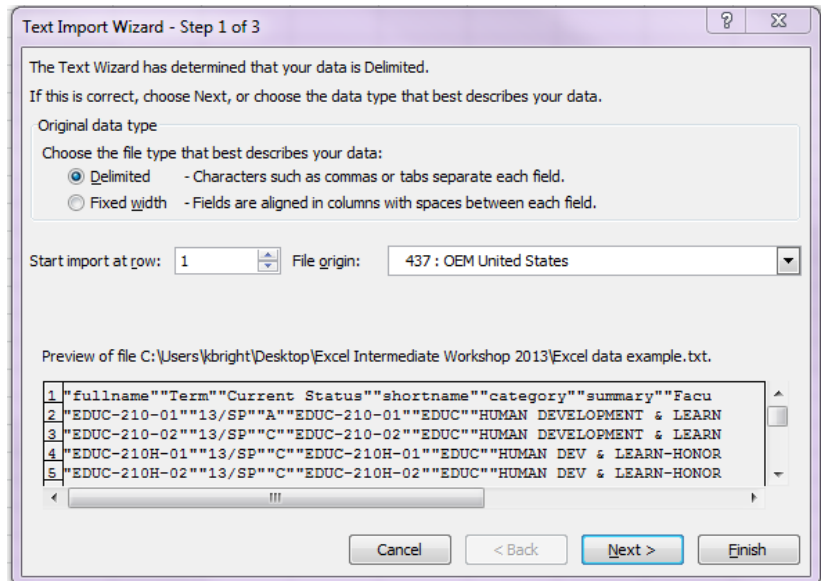 Text Import Wizard - Step 1 of 3
The Text Wizard has determined that your data is Delimited.
If this is correct, choose Next, or choose the data type that best describes your data.
Original data type
Choose the file type that best describes your data:
Delimited - Characters such as commas or tabs separate each field.
Fixed width - Fields are aligned in columns with spaces between each field.
Start import at row: 1 File origin: 437 : OEM United States
Preview of file C:\Users\kbright\Desktop\Excel Intermediate Workshop 2013\Excel data example.txt.
1 "fullname""Term""Current Status""shortname""category""summary""Facu
2 "EDUC-210-01""13/SP""A""EDUC-210-01""EDUC""HUMAN DEVELOPMENT & LEARN
3 "EDUC-210-02""13/SP""C""EDUC-210-02""EDUC""HUMAN DEVELOPMENT & LEARN
4 "EDUC-210H-01""13/SP""C""EDUC-210H-01""EDUC""HUMAN DEV & LEARN-HONOR
5 "EDUC-210H-02""13/SP""C""EDUC-210H-02""EDUC""HUMAN DEV & LEARN-HONOR
Cancel < Back Next > Finish